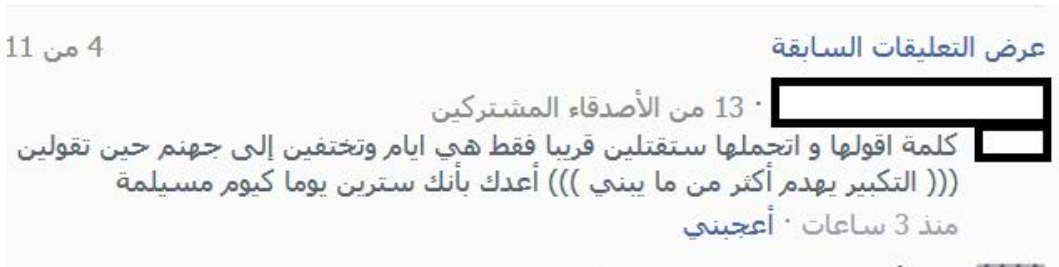 عرض التعليقات السابقة
4 من 11
· 13 من الأصدقاء المشتركين
كلمة اقولها و اتحملها ستقتلين قريبا فقط هي ايام وتختفين إلى جهنم حين تقولين
((( التكبير يهدم أكثر من ما يبني ))) أعدك بأنك سترين يوما كيوم مسيلمة
منذ 3 ساعات · أعجبني